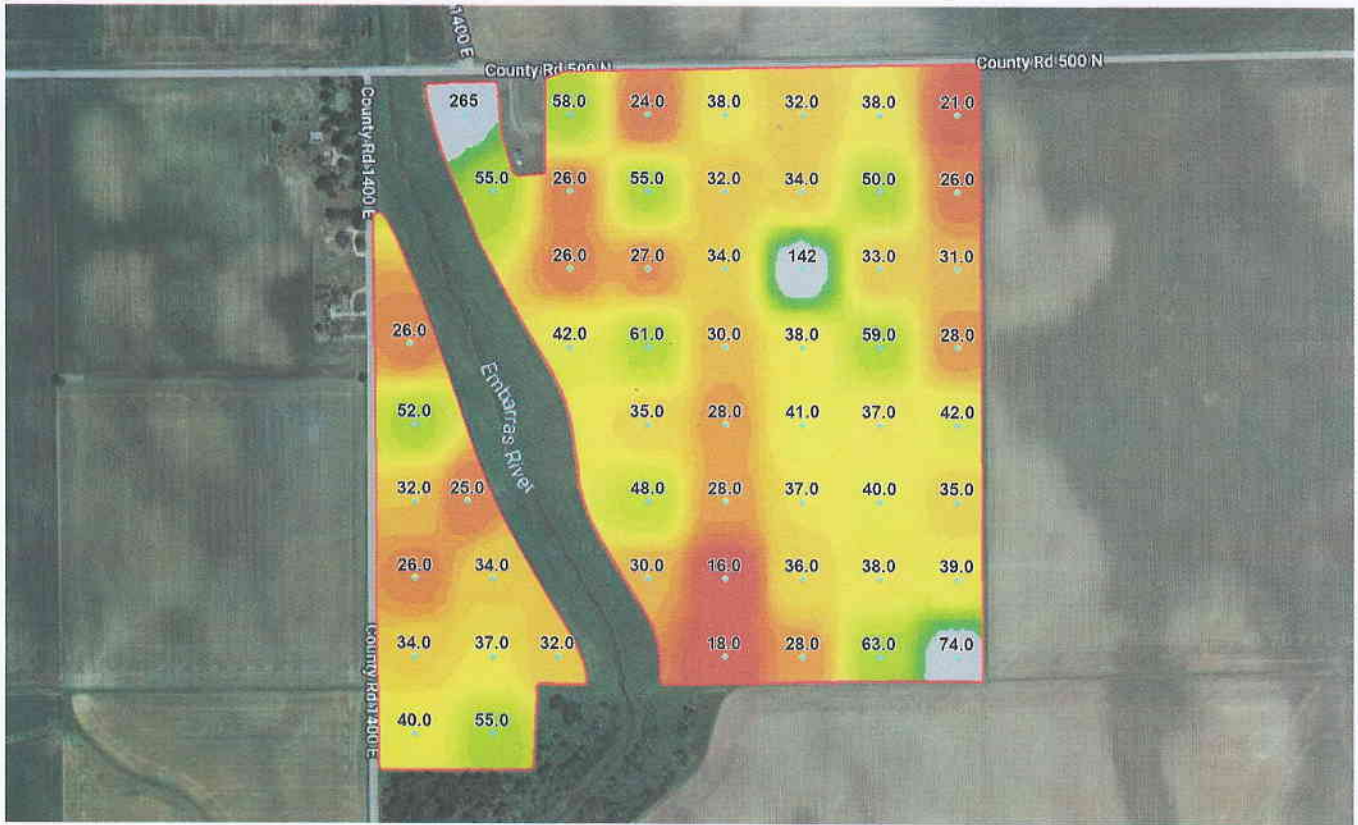 1400 E
County Rd 500 N
County Rd 500 N
County Rd 1400 E
265 58.0 24.0 38.0 32.0 38.0 21.0
55.0 26.0 55.0 32.0 34.0 50.0 26.0
26.0 27.0 34.0 142 33.0 31.0
26.0 42.0 61.0 30.0 38.0 59.0 28.0
Embarras River
52.0 35.0 28.0 41.0 37.0 42.0
32.0 25.0 48.0 28.0 37.0 40.0 35.0
26.0 34.0 30.0 16.0 36.0 38.0 39.0
34.0 37.0 32.0 18.0 28.0 63.0 74.0
County Rd 1400 E
40.0 55.0